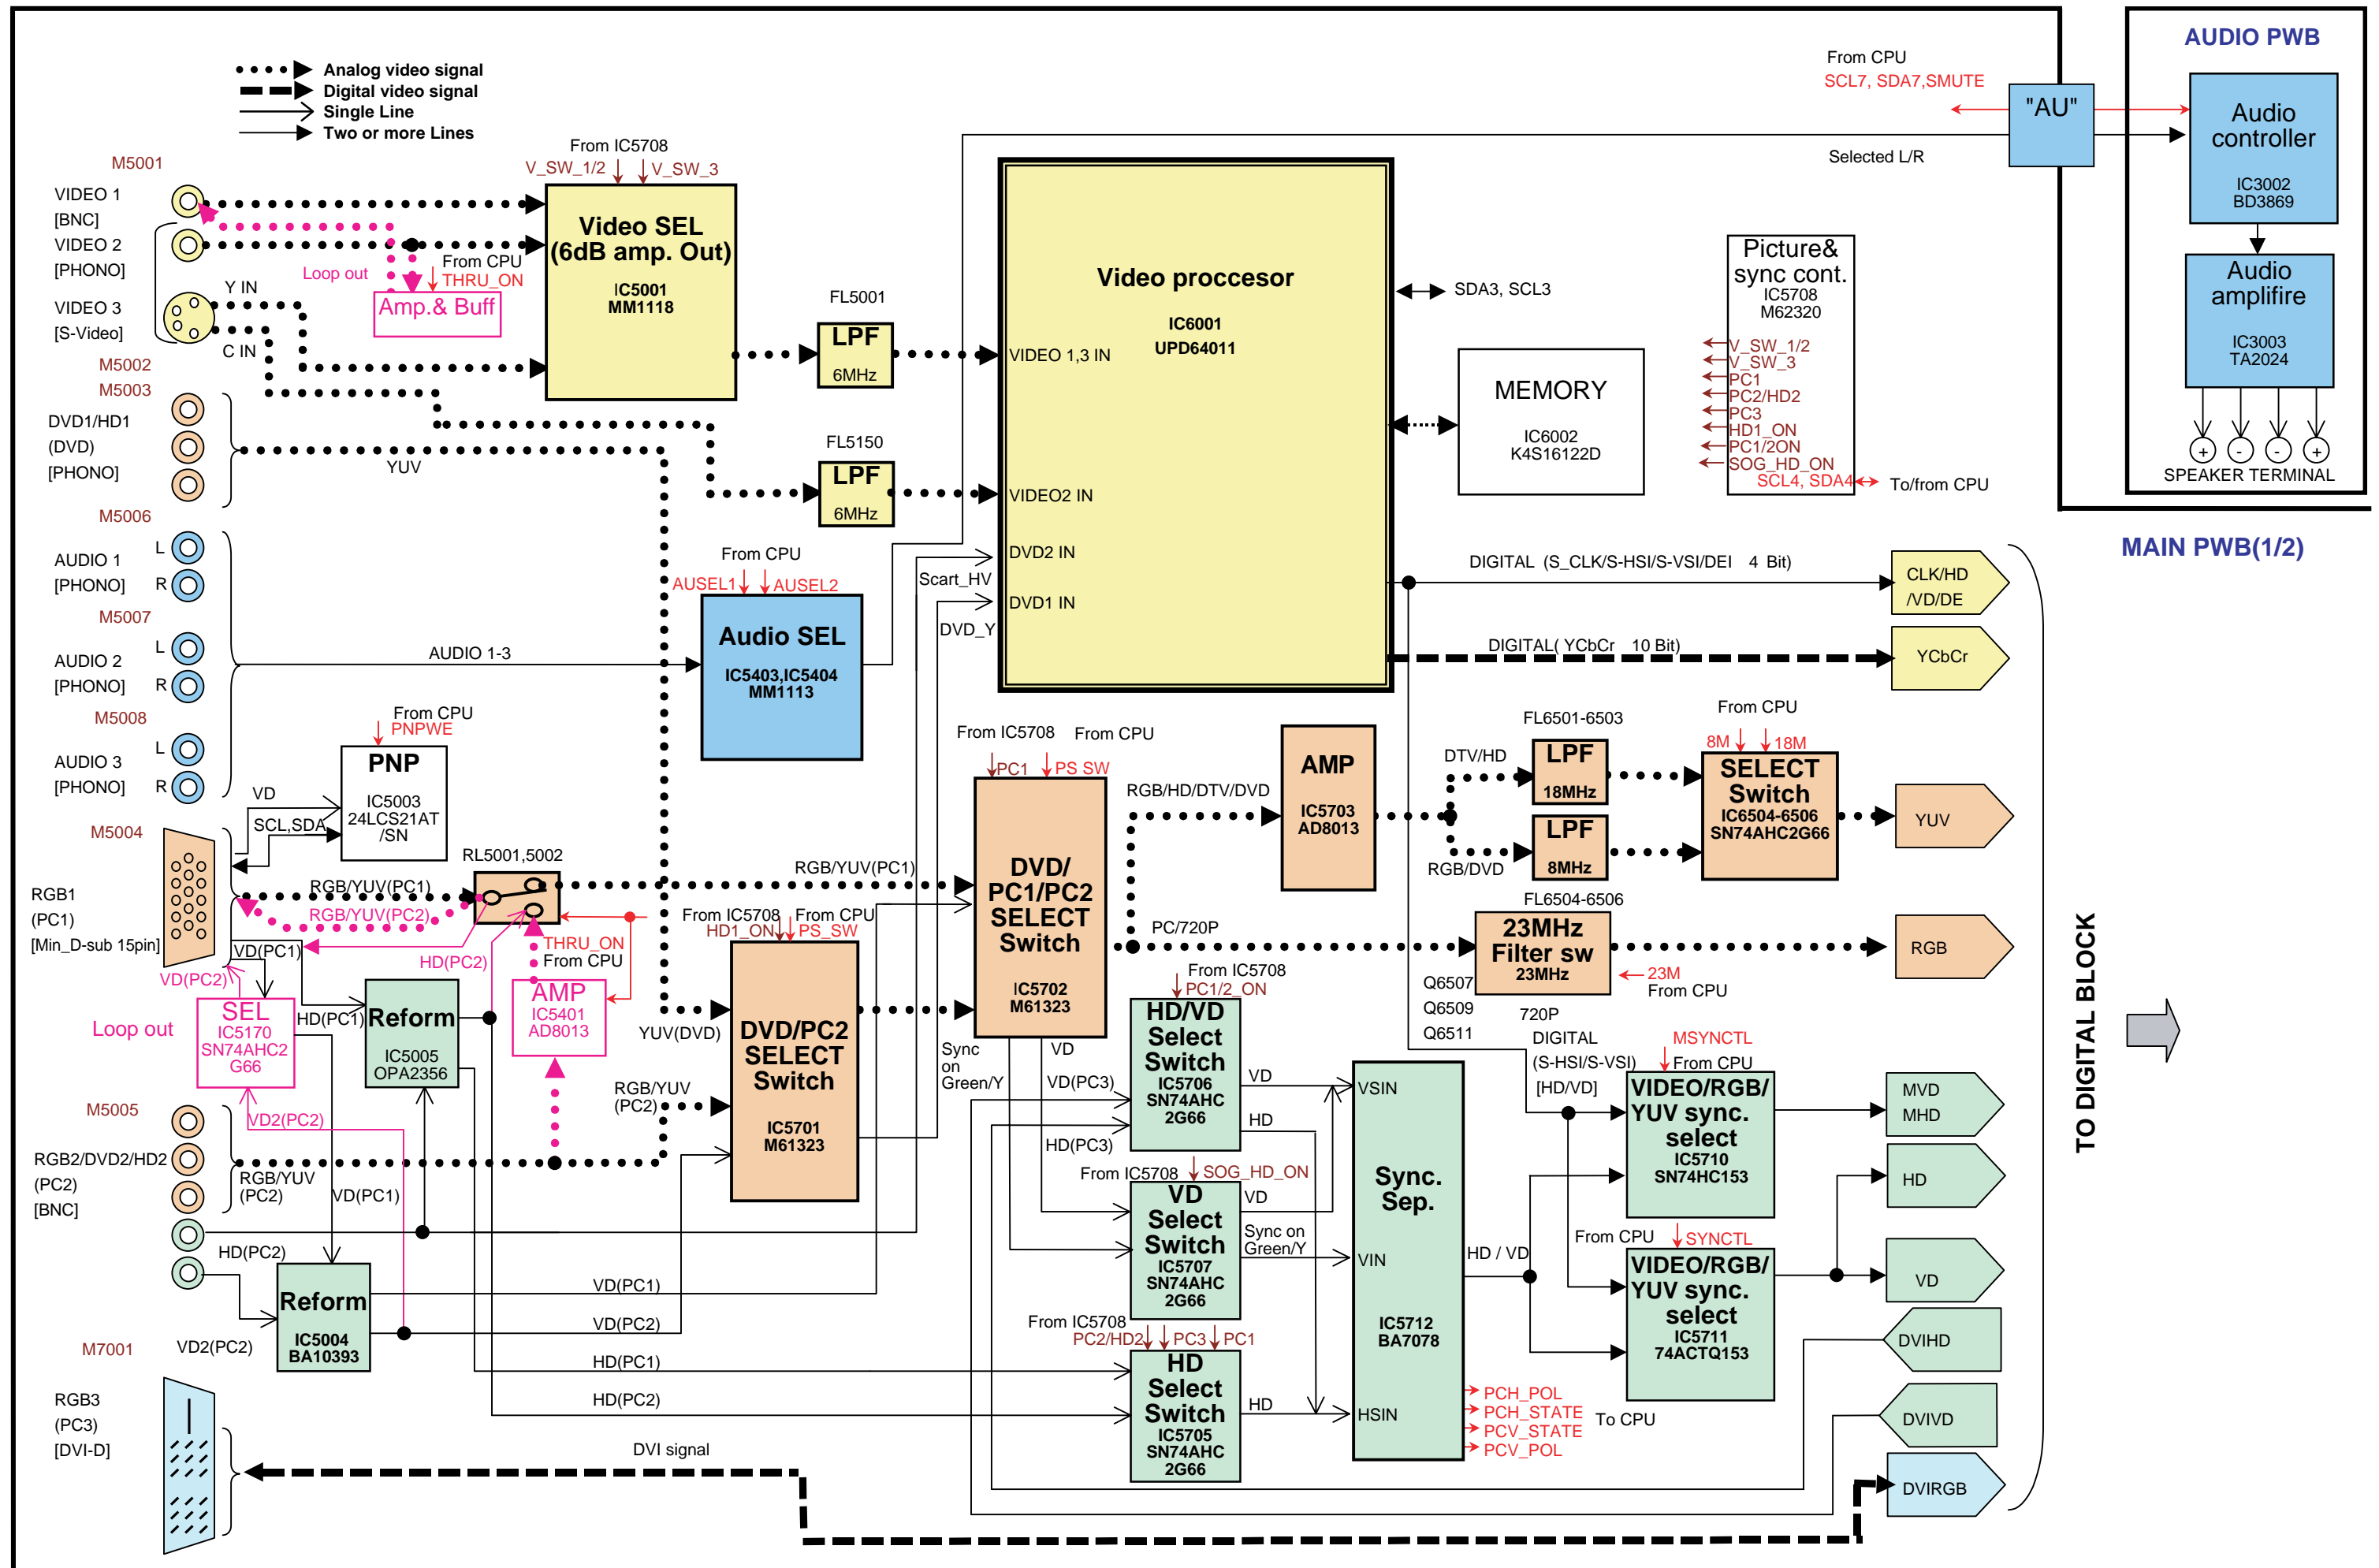 Analog video signal
Digital video signal
Single Line
Two or more Lines
AUDIO PWB
From CPU
SCL7, SDA7,SMUTE
"AU"
Selected L/R
Audio
controller
IC3002
BD3869
Audio
amplifire
IC3003
TA2024
+ - - +
SPEAKER TERMINAL
MAIN PWB(1/2)
M5001
VIDEO 1
[BNC]
VIDEO 2
[PHONO]
VIDEO 3
[S-Video]
Y IN
C IN
Loop out
From CPU
THRU_ON
Amp.& Buff
From IC5708
V_SW_1/2
V_SW_3
Video SEL
(6dB amp. Out)
IC5001
MM1118
FL5001
LPF
6MHz
FL5150
LPF
6MHz
Video proccesor
IC6001
UPD64011
VIDEO 1,3 IN
VIDEO2 IN
DVD2 IN
DVD1 IN
Scart_HV
DVD_Y
SDA3, SCL3
MEMORY
IC6002
K4S16122D
Picture&
sync cont.
IC5708
M62320
V_SW_1/2
V_SW_3
PC1
PC2/HD2
PC3
HD1_ON
PC1/2ON
SOG_HD_ON
SCL4, SDA4
To/from CPU
M5002
M5003
DVD1/HD1
(DVD)
[PHONO]
YUV
M5006
AUDIO 1
[PHONO]
L
R
M5007
AUDIO 2
[PHONO]
L
R
M5008
AUDIO 3
[PHONO]
L
R
AUDIO 1-3
From CPU
AUSEL1
AUSEL2
Audio SEL
IC5403,IC5404
MM1113
DIGITAL (S_CLK/S-HSI/S-VSI/DEI 4 Bit)
CLK/HD
/VD/DE
DIGITAL( YCbCr 10 Bit)
YCbCr
From CPU
PNPWE
PNP
IC5003
24LCS21AT
/SN
VD
SCL,SDA
M5004
RGB1
(PC1)
[Min_D-sub 15pin]
RGB/YUV(PC1)
RGB/YUV(PC2)
RL5001,5002
RGB/YUV(PC1)
VD(PC1)
VD(PC2)
HD(PC2)
THRU_ON
From CPU
HD(PC1)
Loop out
SEL
IC5170
SN74AHC2
G66
Reform
IC5005
OPA2356
AMP
IC5401
AD8013
From IC5708
HD1_ON
From CPU
PS_SW
YUV(DVD)
DVD/PC2
SELECT
Switch
IC5701
M61323
RGB/YUV
(PC2)
From IC5708
PC1
From CPU
PS SW
DVD/
PC1/PC2
SELECT
Switch
IC5702
M61323
RGB/HD/DTV/DVD
AMP
IC5703
AD8013
DTV/HD
RGB/DVD
FL6501-6503
LPF
18MHz
LPF
8MHz
From CPU
8M
18M
SELECT
Switch
IC6504-6506
SN74AHC2G66
YUV
PC/720P
FL6504-6506
23MHz
Filter sw
23MHz
23M
From CPU
RGB
Q6507
Q6509
Q6511
720P
DIGITAL
(S-HSI/S-VSI)
[HD/VD]
MSYNCTL
From CPU
VIDEO/RGB/
YUV sync.
select
IC5710
SN74HC153
MVD
MHD
HD
From CPU
SYNCTL
VIDEO/RGB/
YUV sync.
select
IC5711
74ACTQ153
VD
DVIHD
DVIVD
DVIRGB
TO DIGITAL BLOCK
Sync
on
Green/Y
VD
From IC5708
PC1/2_ON
HD/VD
Select
Switch
IC5706
SN74AHC
2G66
VD(PC3)
HD(PC3)
VD
HD
From IC5708
SOG_HD_ON
VD
Select
Switch
IC5707
SN74AHC
2G66
VD
Sync on
Green/Y
From IC5708
PC2/HD2
PC3
PC1
HD
Select
Switch
IC5705
SN74AHC
2G66
HD
VSIN
Sync.
Sep.
VIN
IC5712
BA7078
HSIN
HD / VD
PCH_POL
PCH_STATE
PCV_STATE
PCV_POL
To CPU
M5005
RGB2/DVD2/HD2
(PC2)
[BNC]
VD2(PC2)
RGB/YUV
(PC2)
VD(PC1)
HD(PC2)
VD2(PC2)
Reform
IC5004
BA10393
VD(PC1)
VD(PC2)
HD(PC1)
HD(PC2)
M7001
RGB3
(PC3)
[DVI-D]
DVI signal